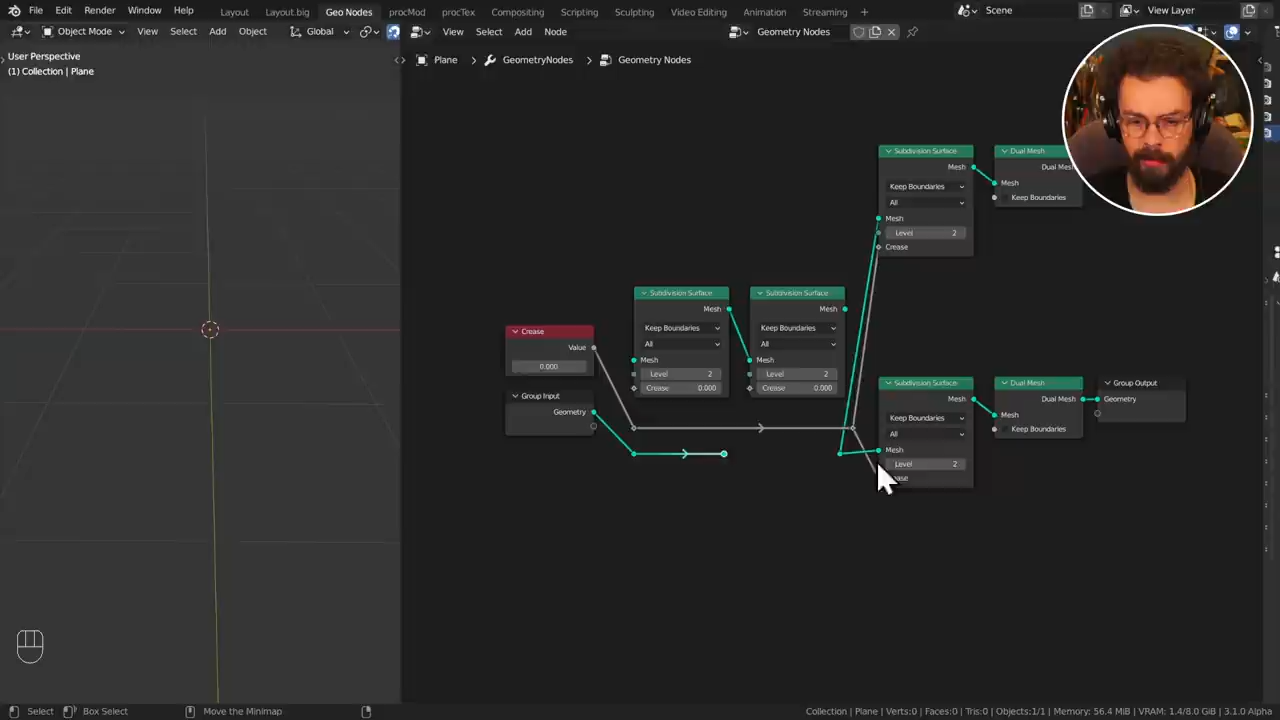 File Edit Render Window Help Layout Layout.big Geo Nodes procMod procTex Compositing Scripting Sculpting Video Editing Animation Streaming + Scene View Layer
Object Mode View Select Add Object Global View Select Add Node Geometry Nodes
User Perspective
(1) Collection | Plane
Plane > GeometryNodes > Geometry Nodes
Subdivision Surface
Mesh
Keep Boundaries
All
Mesh
Level 2
Crease
Dual Mesh
Dual Mesh
Mesh
Keep Boundaries
Subdivision Surface
Mesh
Keep Boundaries
All
Mesh
Level 2
Crease 0.000
Subdivision Surface
Mesh
Keep Boundaries
All
Mesh
Level 2
Crease 0.000
Crease
Value
0.000
Group Input
Geometry
Subdivision Surface
Mesh
Keep Boundaries
All
Mesh
Level 2
Dual Mesh
Dual Mesh
Mesh
Keep Boundaries
Group Output
Geometry
Select Box Select Move the Minimap Collection | Plane | Verts:0 | Faces:0 | Tris:0 | Objects:1/1 | Memory: 56.4 MiB | VRAM: 1.4/8.0 GiB | 3.1.0 Alpha